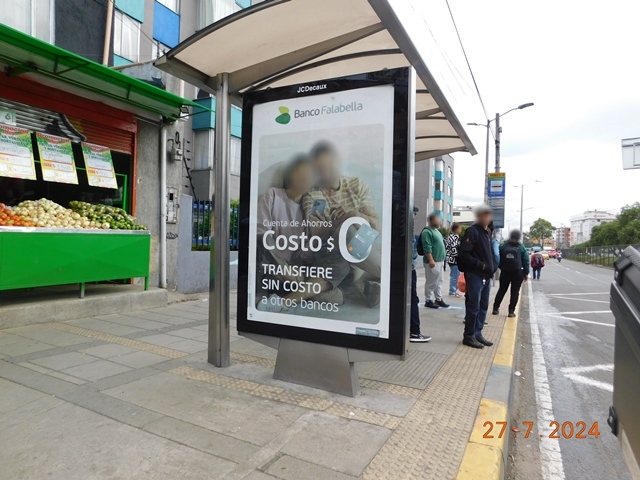 JCDecaux
Banco Falabella
Cuenta de Ahorros
Costo $0
TRANSFIERE
SIN COSTO
a otros bancos
27-7.2024